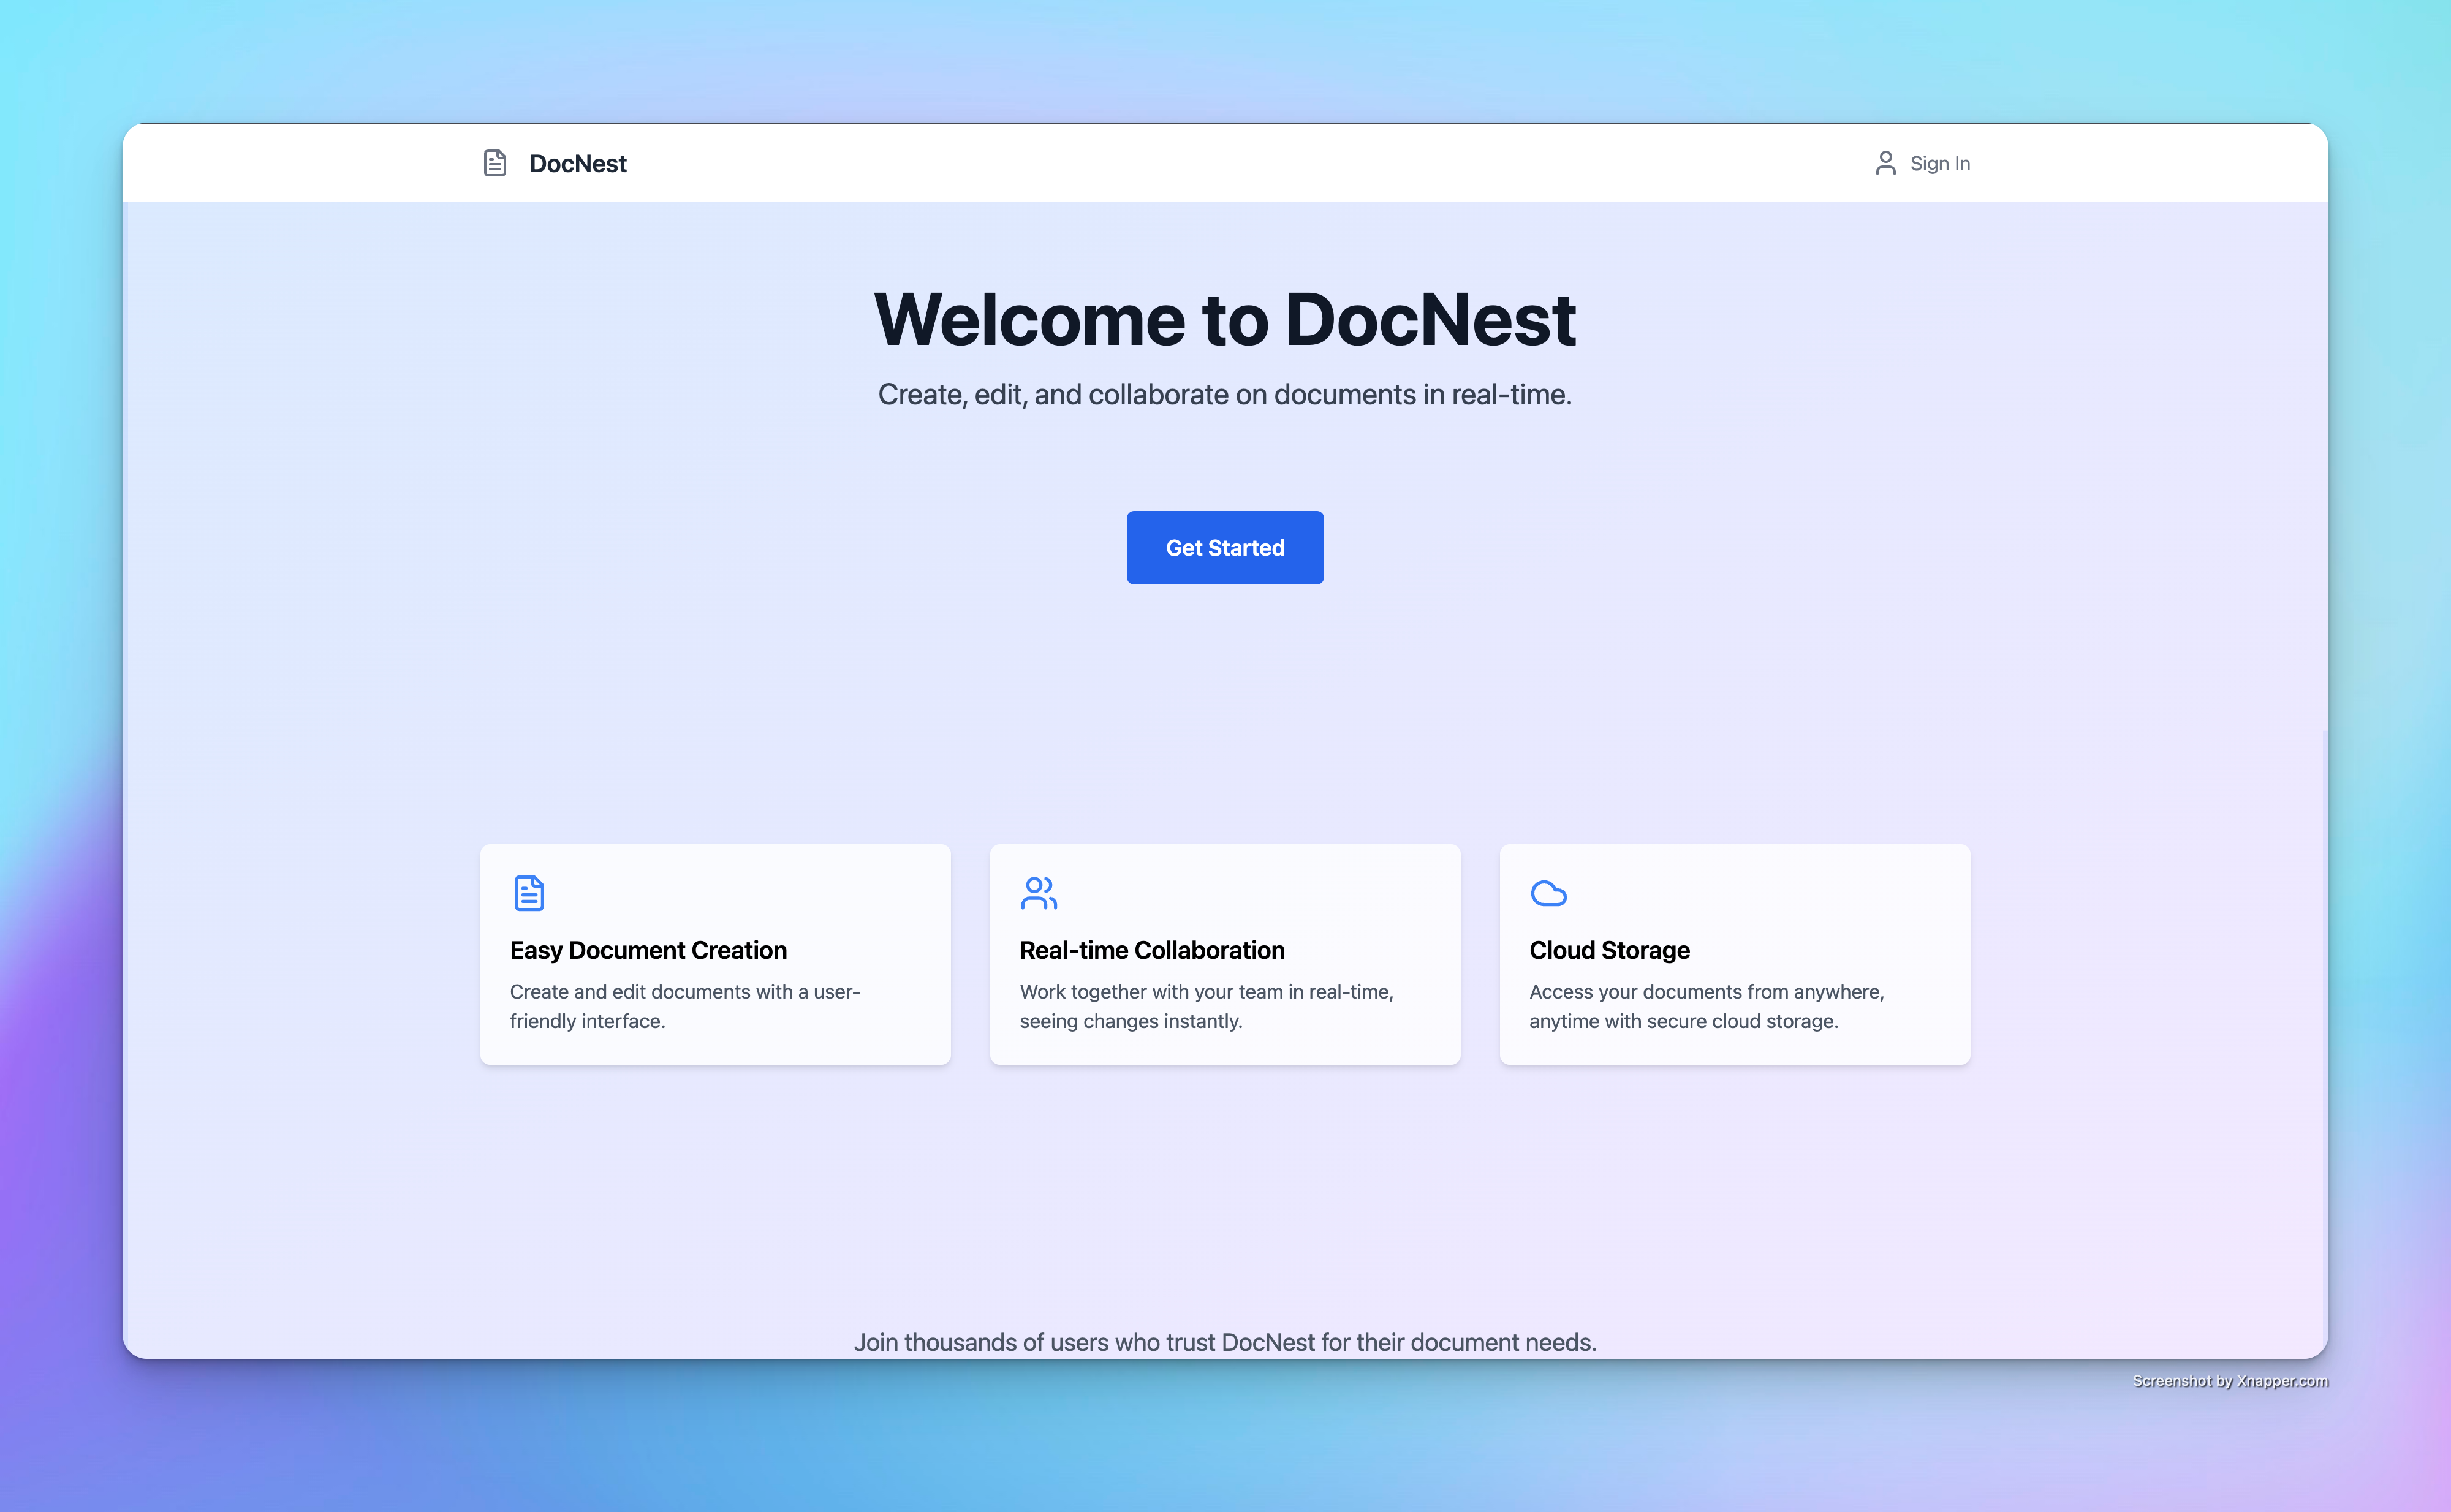 DocNest
Sign In
Welcome to DocNest
Create, edit, and collaborate on documents in real-time.
Get Started
Easy Document Creation
Create and edit documents with a user-
friendly interface.
Real-time Collaboration
Work together with your team in real-time,
seeing changes instantly.
Cloud Storage
Access your documents from anywhere,
anytime with secure cloud storage.
Join thousands of users who trust DocNest for their document needs.
Screenshot by Xnapper.com